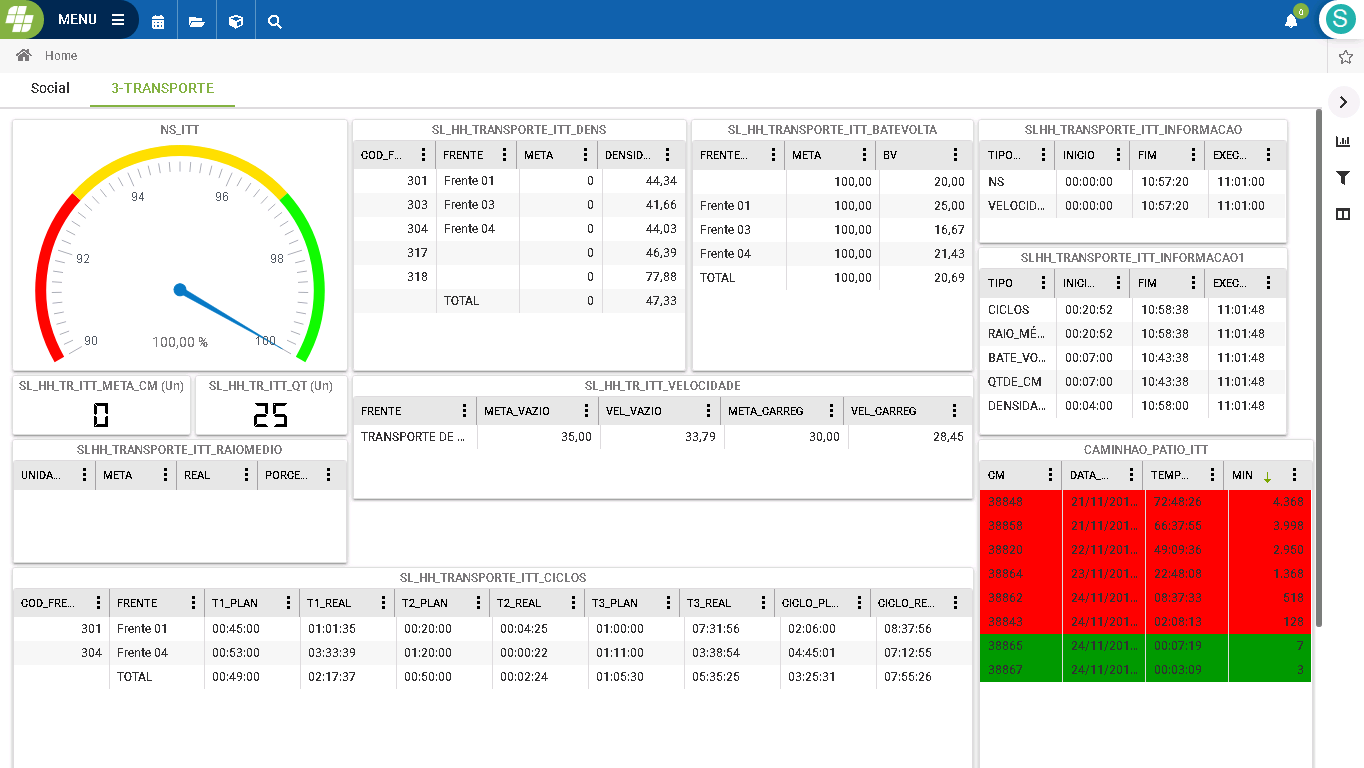 MENU
0
S
Home
Social 3-TRANSPORTE
NS_ITT
90 92 94 96 98 100
100,00 %
SL_HH_TRANSPORTE_ITT_DENS
COD_F... FRENTE META DENSID...
301 Frente 01 0 44,34
303 Frente 03 0 41,66
304 Frente 04 0 44,03
317 0 46,39
318 0 77,88
TOTAL 0 47,33
SL_HH_TRANSPORTE_ITT_BATEVOLTA
FRENTE... META BV
100,00 20,00
Frente 01 100,00 25,00
Frente 03 100,00 16,67
Frente 04 100,00 21,43
TOTAL 100,00 20,69
SLHH_TRANSPORTE_ITT_INFORMACAO
TIPO... INICIO FIM EXEC...
NS 00:00:00 10:57:20 11:01:00
VELOCID... 00:00:00 10:57:20 11:01:00
SLHH_TRANSPORTE_ITT_INFORMACAO1
TIPO INICI... FIM EXEC...
CICLOS 00:20:52 10:58:38 11:01:48
RAIO_MÉ... 00:20:52 10:58:38 11:01:48
BATE_VO... 00:07:00 10:43:38 11:01:48
QTDE_CM 00:07:00 10:43:38 11:01:48
DENSIDA... 00:04:00 10:58:00 11:01:48
SL_HH_TR_ITT_META_CM (Un)
0
SL_HH_TR_ITT_QT (Un)
25
SL_HH_TR_ITT_VELOCIDADE
FRENTE META_VAZIO VEL_VAZIO META_CARREG VEL_CARREG
TRANSPORTE DE ... 35,00 33,79 30,00 28,45
SLHH_TRANSPORTE_ITT_RAIOMEDIO
UNIDA... META REAL PORCE...
CAMINHAO_PATIO_ITT
CM DATA_... TEMP... MIN
38848 21/11/201... 72:48:26 4.368
38858 21/11/201... 66:37:55 3.998
38820 22/11/201... 49:09:36 2.950
38864 23/11/201... 22:48:08 1.368
38862 24/11/201... 08:37:33 518
38843 24/11/201... 02:08:13 128
38865 24/11/201... 00:07:19 7
38867 24/11/201... 00:03:09 3
SL_HH_TRANSPORTE_ITT_CICLOS
COD_FRE... FRENTE T1_PLAN T1_REAL T2_PLAN T2_REAL T3_PLAN T3_REAL CICLO_PL... CICLO_RE...
301 Frente 01 00:45:00 01:01:35 00:20:00 00:04:25 01:00:00 07:31:56 02:06:00 08:37:56
304 Frente 04 00:53:00 03:33:39 01:20:00 00:00:22 01:11:00 03:38:54 04:45:01 07:12:55
TOTAL 00:49:00 02:17:37 00:50:00 00:02:24 01:05:30 05:35:25 03:25:31 07:55:26